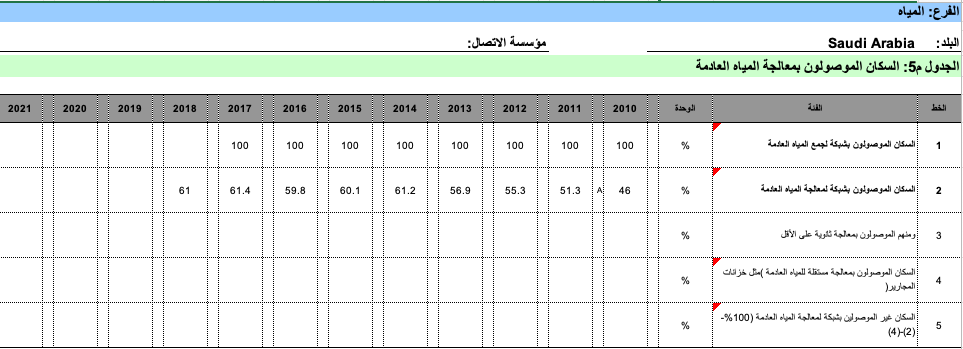 الفرع: المياه
البلد: Saudi Arabia مؤسسة الاتصال:
الجدول م5: السكان الموصولون بمعالجة المياه العادمة
الخط الفئة الوحدة 2010 2011 2012 2013 2014 2015 2016 2017 2018 2019 2020 2021
1 السكان الموصولون بشبكة لجمع المياه العادمة % 100 100 100 100 100 100 100 100
2 السكان الموصولون بشبكة لمعالجة المياه العادمة % 46 A 51.3 55.3 56.9 61.2 60.1 59.8 61.4 61
3 ومنهم الموصولون بمعالجة ثانوية على الأقل %
4 السكان الموصولون بمعالجة مستقلة للمياه العادمة )مثل خزانات
المجارير( %
5 السكان غير الموصولين بشبكة لمعالجة المياه العادمة (100%-
(2)-(4) %